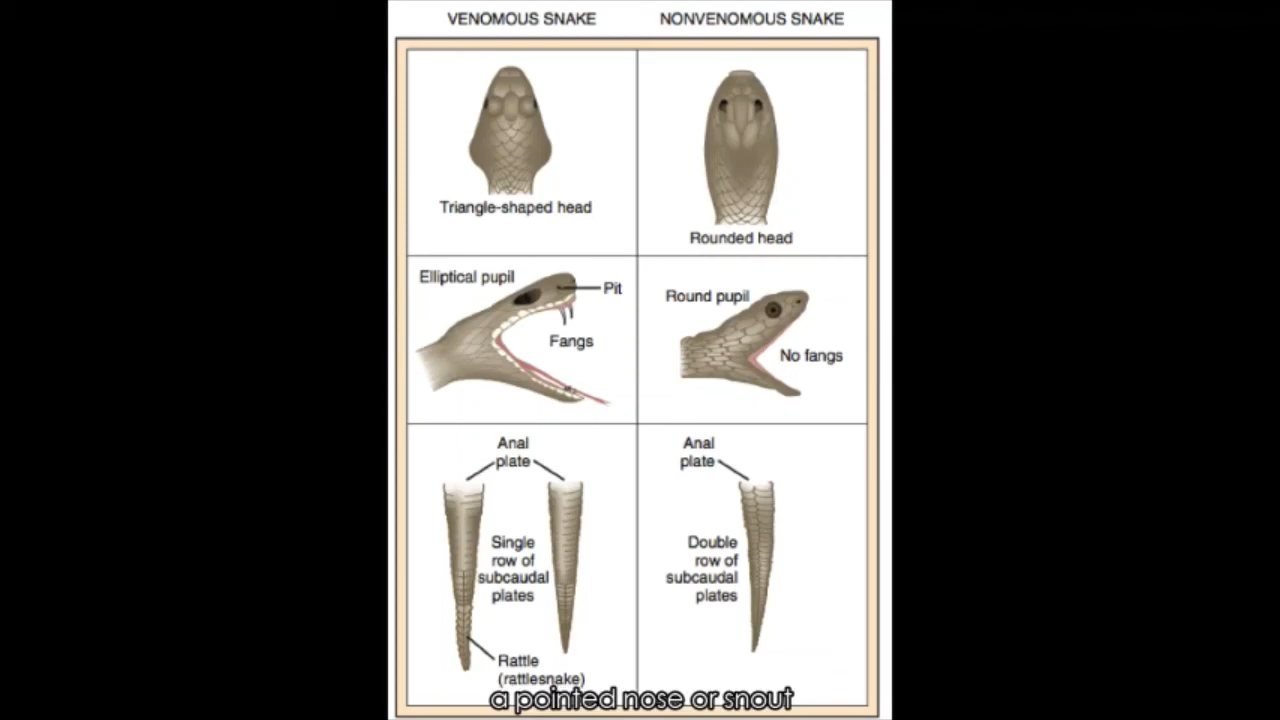 VENOMOUS SNAKE
NONVENOMOUS SNAKE
Triangle-shaped head
Rounded head
Elliptical pupil
Pit
Fangs
Round pupil
No fangs
Anal
plate
Single
row of
subcaudal
plates
Rattle
(rattlesnake)
Anal
plate
Double
row of
subcaudal
plates
a pointed nose or snout